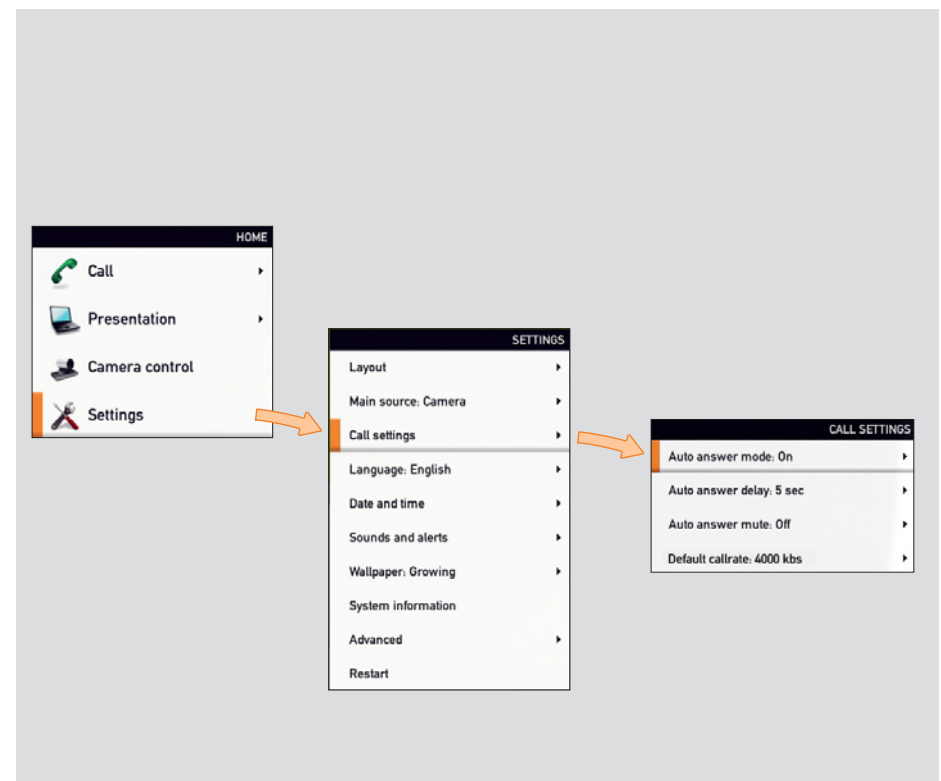 HOME
Call
Presentation
Camera control
Settings
SETTINGS
Layout
Main source: Camera
Call settings
Language: English
Date and time
Sounds and alerts
Wallpaper: Growing
System information
Advanced
Restart
CALL SETTINGS
Auto answer mode: On
Auto answer delay: 5 sec
Auto answer mute: Off
Default callrate: 4000 kbs